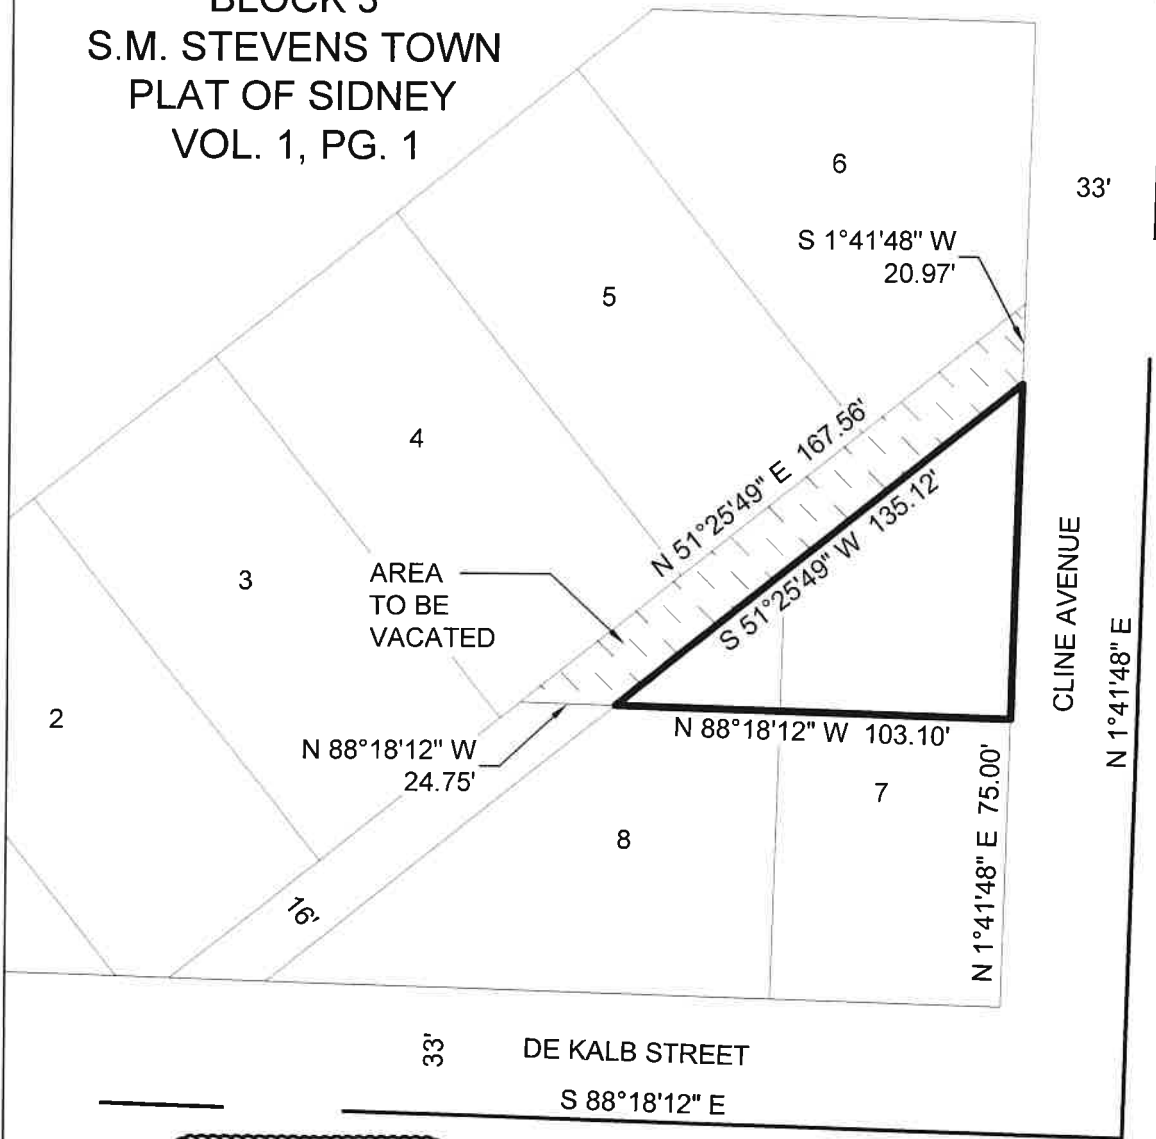 BLOCK 3
S.M. STEVENS TOWN
PLAT OF SIDNEY
VOL. 1, PG. 1
6
33'
S 1°41'48" W
20.97'
5
4
N 51°25'49" E 167.56'
S 51°25'49" W 135.12'
3
AREA
TO BE
VACATED
CLINE AVENUE
N 1°41'48" E
2
N 88°18'12" W
24.75'
N 88°18'12" W 103.10'
7
N 1°41'48" E 75.00'
8
16'
33'
DE KALB STREET
S 88°18'12" E